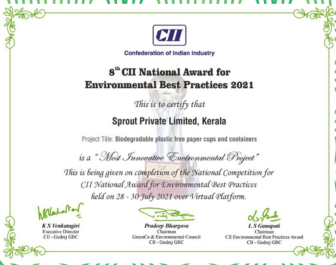 CII
Confederation of Indian Industry
8th CII National Award for
Environmental Best Practices 2021
This is to certify that
Sprout Private Limited, Kerala
Project Title: Biodegradable plastic free paper cups and containers
is a "Most Innovative Environmental Project"
This is being given on completion of the National Competition for
CII National Award for Environmental Best Practices
held on 28 - 30 July 2021 over Virtual Platform.
K S Venkatagiri
Executive Director
CII - Godrej GBC
Pradeep Bhargava
Chairman
GreenCo & Environmental Council
CII - Godrej GBC
L S Ganapati
Chairman
CII Environmental Best Practices Award
CII - Godrej GBC